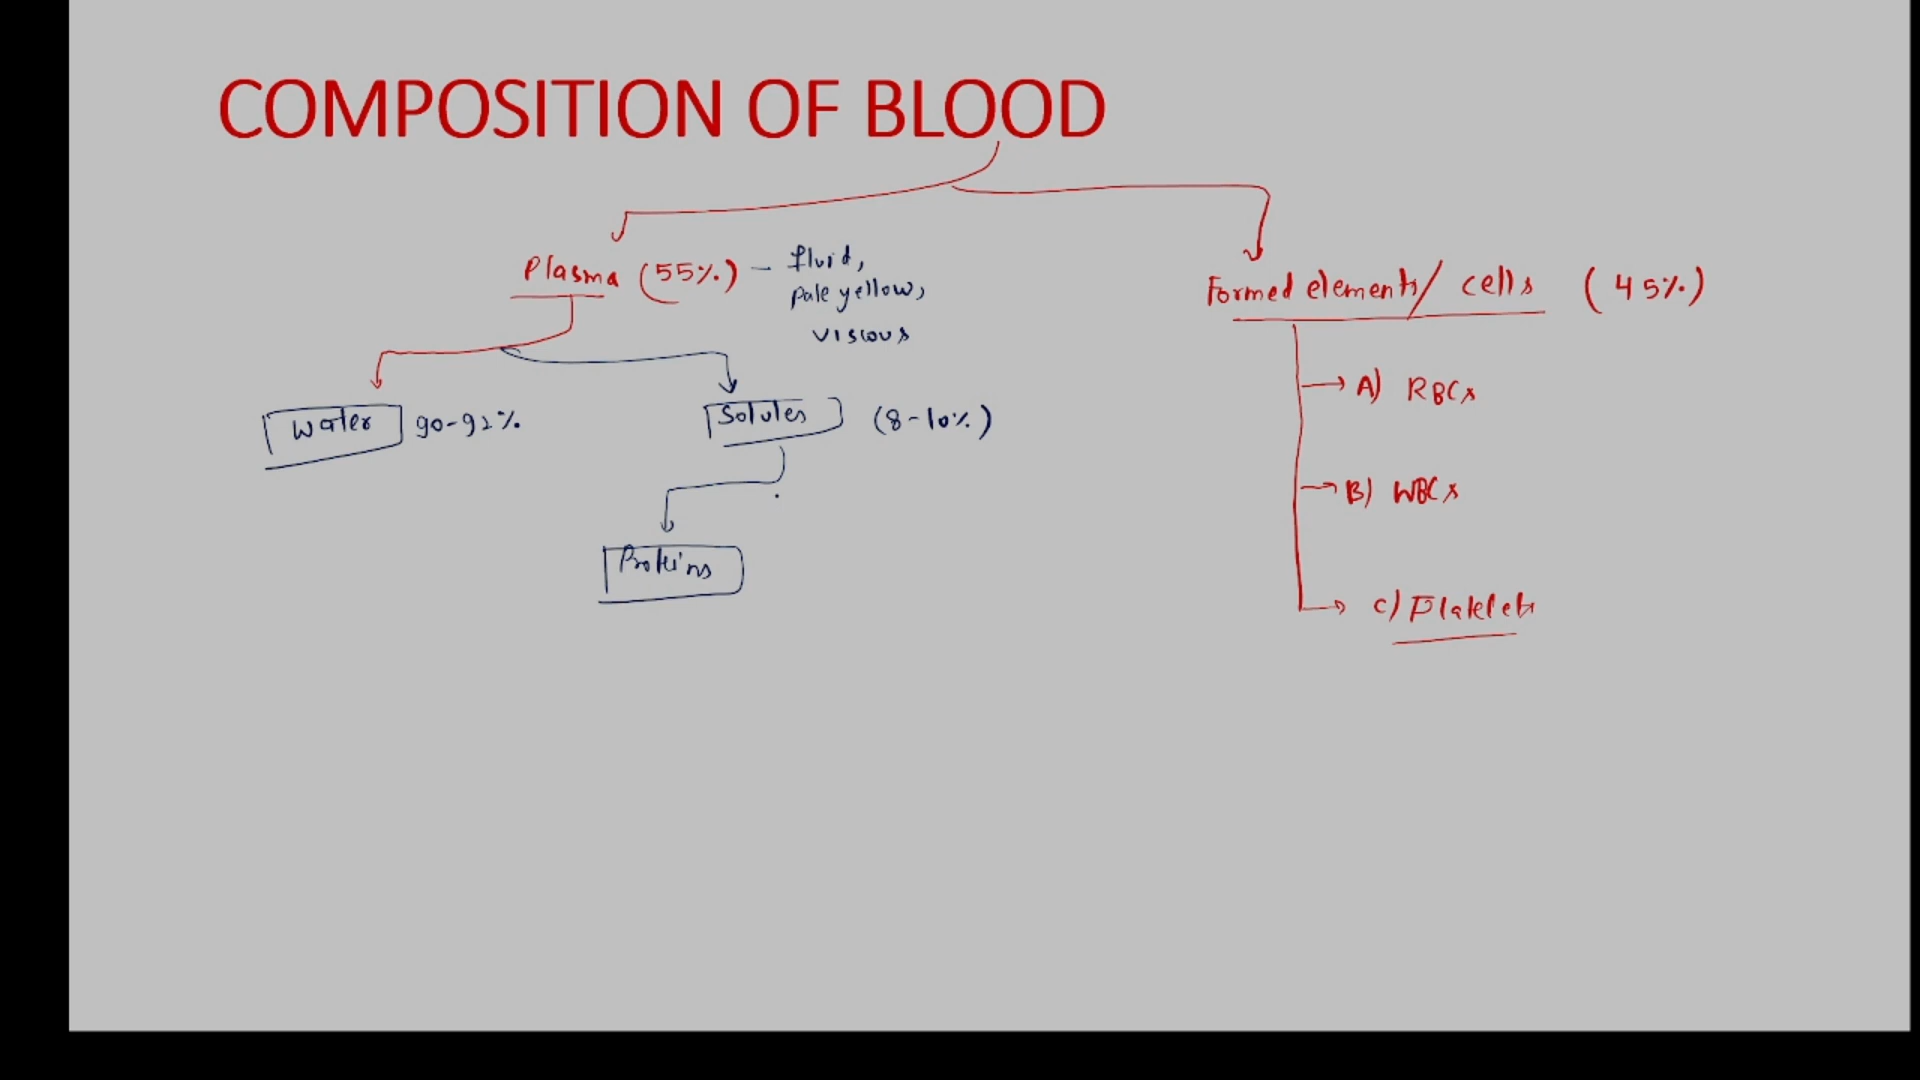 COMPOSITION OF BLOOD
Plasma (55%) – fluid,
pale yellow,
viscous
Formed elements/ cells (45%)
Water 90-92%
Solutes (8-10%)
Proteins
A) RBCs
B) WBCs
C) Platelets